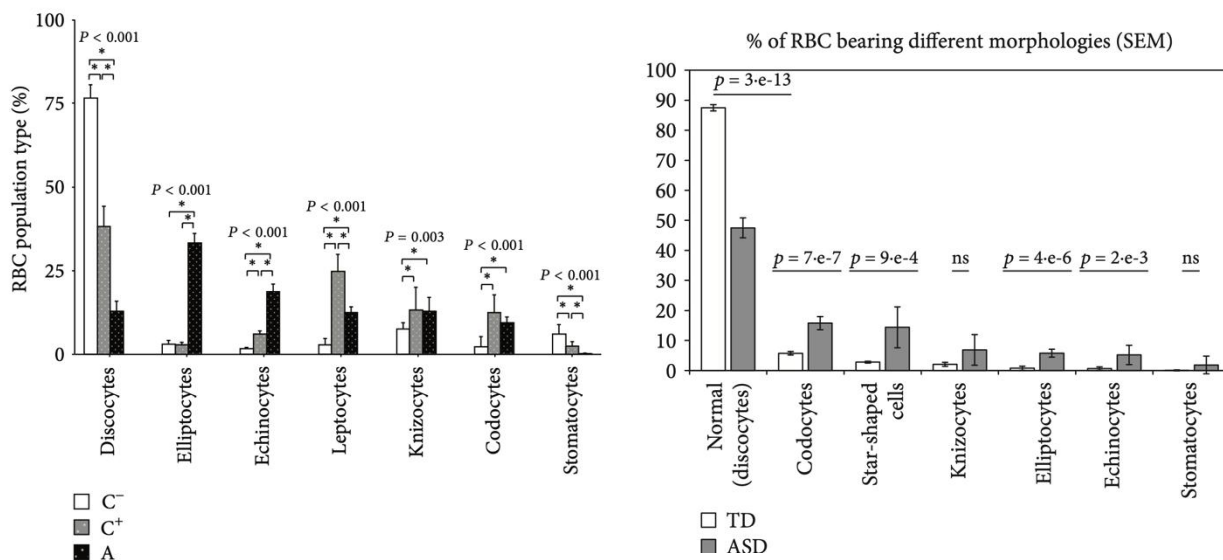 100
75
50
25
0
RBC population type (%)
P < 0.001
*
* *
P < 0.001
*
*
P < 0.001
*
* *
P < 0.001
*
* *
P = 0.003
*
*
P < 0.001
*
*
P < 0.001
*
* *
Discocytes
Elliptocytes
Echinocytes
Leptocytes
Knizocytes
Codocytes
Stomatocytes
C⁻
C⁺
A
% of RBC bearing different morphologies (SEM)
100
90
80
70
60
50
40
30
20
10
0
p = 3·e-13
p = 7·e-7
p = 9·e-4
ns
p = 4·e-6
p = 2·e-3
ns
Normal
(discocytes)
Codocytes
Star-shaped
cells
Knizocytes
Elliptocytes
Echinocytes
Stomatocytes
TD
ASD